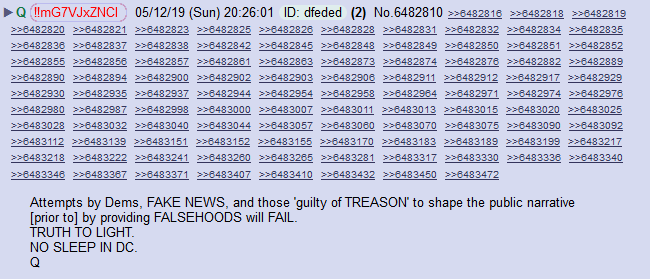 ▶ Q !!mG7VJxZNCI 05/12/19 (Sun) 20:26:01 ID: dfeded (2) No.6482810 >>6482816 >>6482818 >>6482819
>>6482820 >>6482821 >>6482823 >>6482825 >>6482826 >>6482828 >>6482831 >>6482832 >>6482834 >>6482835
>>6482836 >>6482837 >>6482838 >>6482842 >>6482848 >>6482849 >>6482850 >>6482851 >>6482852
>>6482855 >>6482856 >>6482857 >>6482861 >>6482863 >>6482873 >>6482874 >>6482876 >>6482882 >>6482889
>>6482890 >>6482894 >>6482900 >>6482902 >>6482903 >>6482906 >>6482911 >>6482912 >>6482917 >>6482929
>>6482930 >>6482935 >>6482937 >>6482944 >>6482954 >>6482958 >>6482964 >>6482971 >>6482974 >>6482976
>>6482980 >>6482987 >>6482998 >>6483000 >>6483007 >>6483011 >>6483013 >>6483015 >>6483020 >>6483025
>>6483028 >>6483032 >>6483040 >>6483044 >>6483057 >>6483060 >>6483070 >>6483075 >>6483090 >>6483092
>>6483112 >>6483139 >>6483151 >>6483152 >>6483155 >>6483170 >>6483183 >>6483189 >>6483199 >>6483217
>>6483218 >>6483222 >>6483241 >>6483260 >>6483265 >>6483281 >>6483317 >>6483330 >>6483336 >>6483340
>>6483346 >>6483367 >>6483371 >>6483407 >>6483410 >>6483432 >>6483450 >>6483472
Attempts by Dems, FAKE NEWS, and those 'guilty of TREASON' to shape the public narrative
[prior to] by providing FALSEHOODS will FAIL.
TRUTH TO LIGHT.
NO SLEEP IN DC.
Q